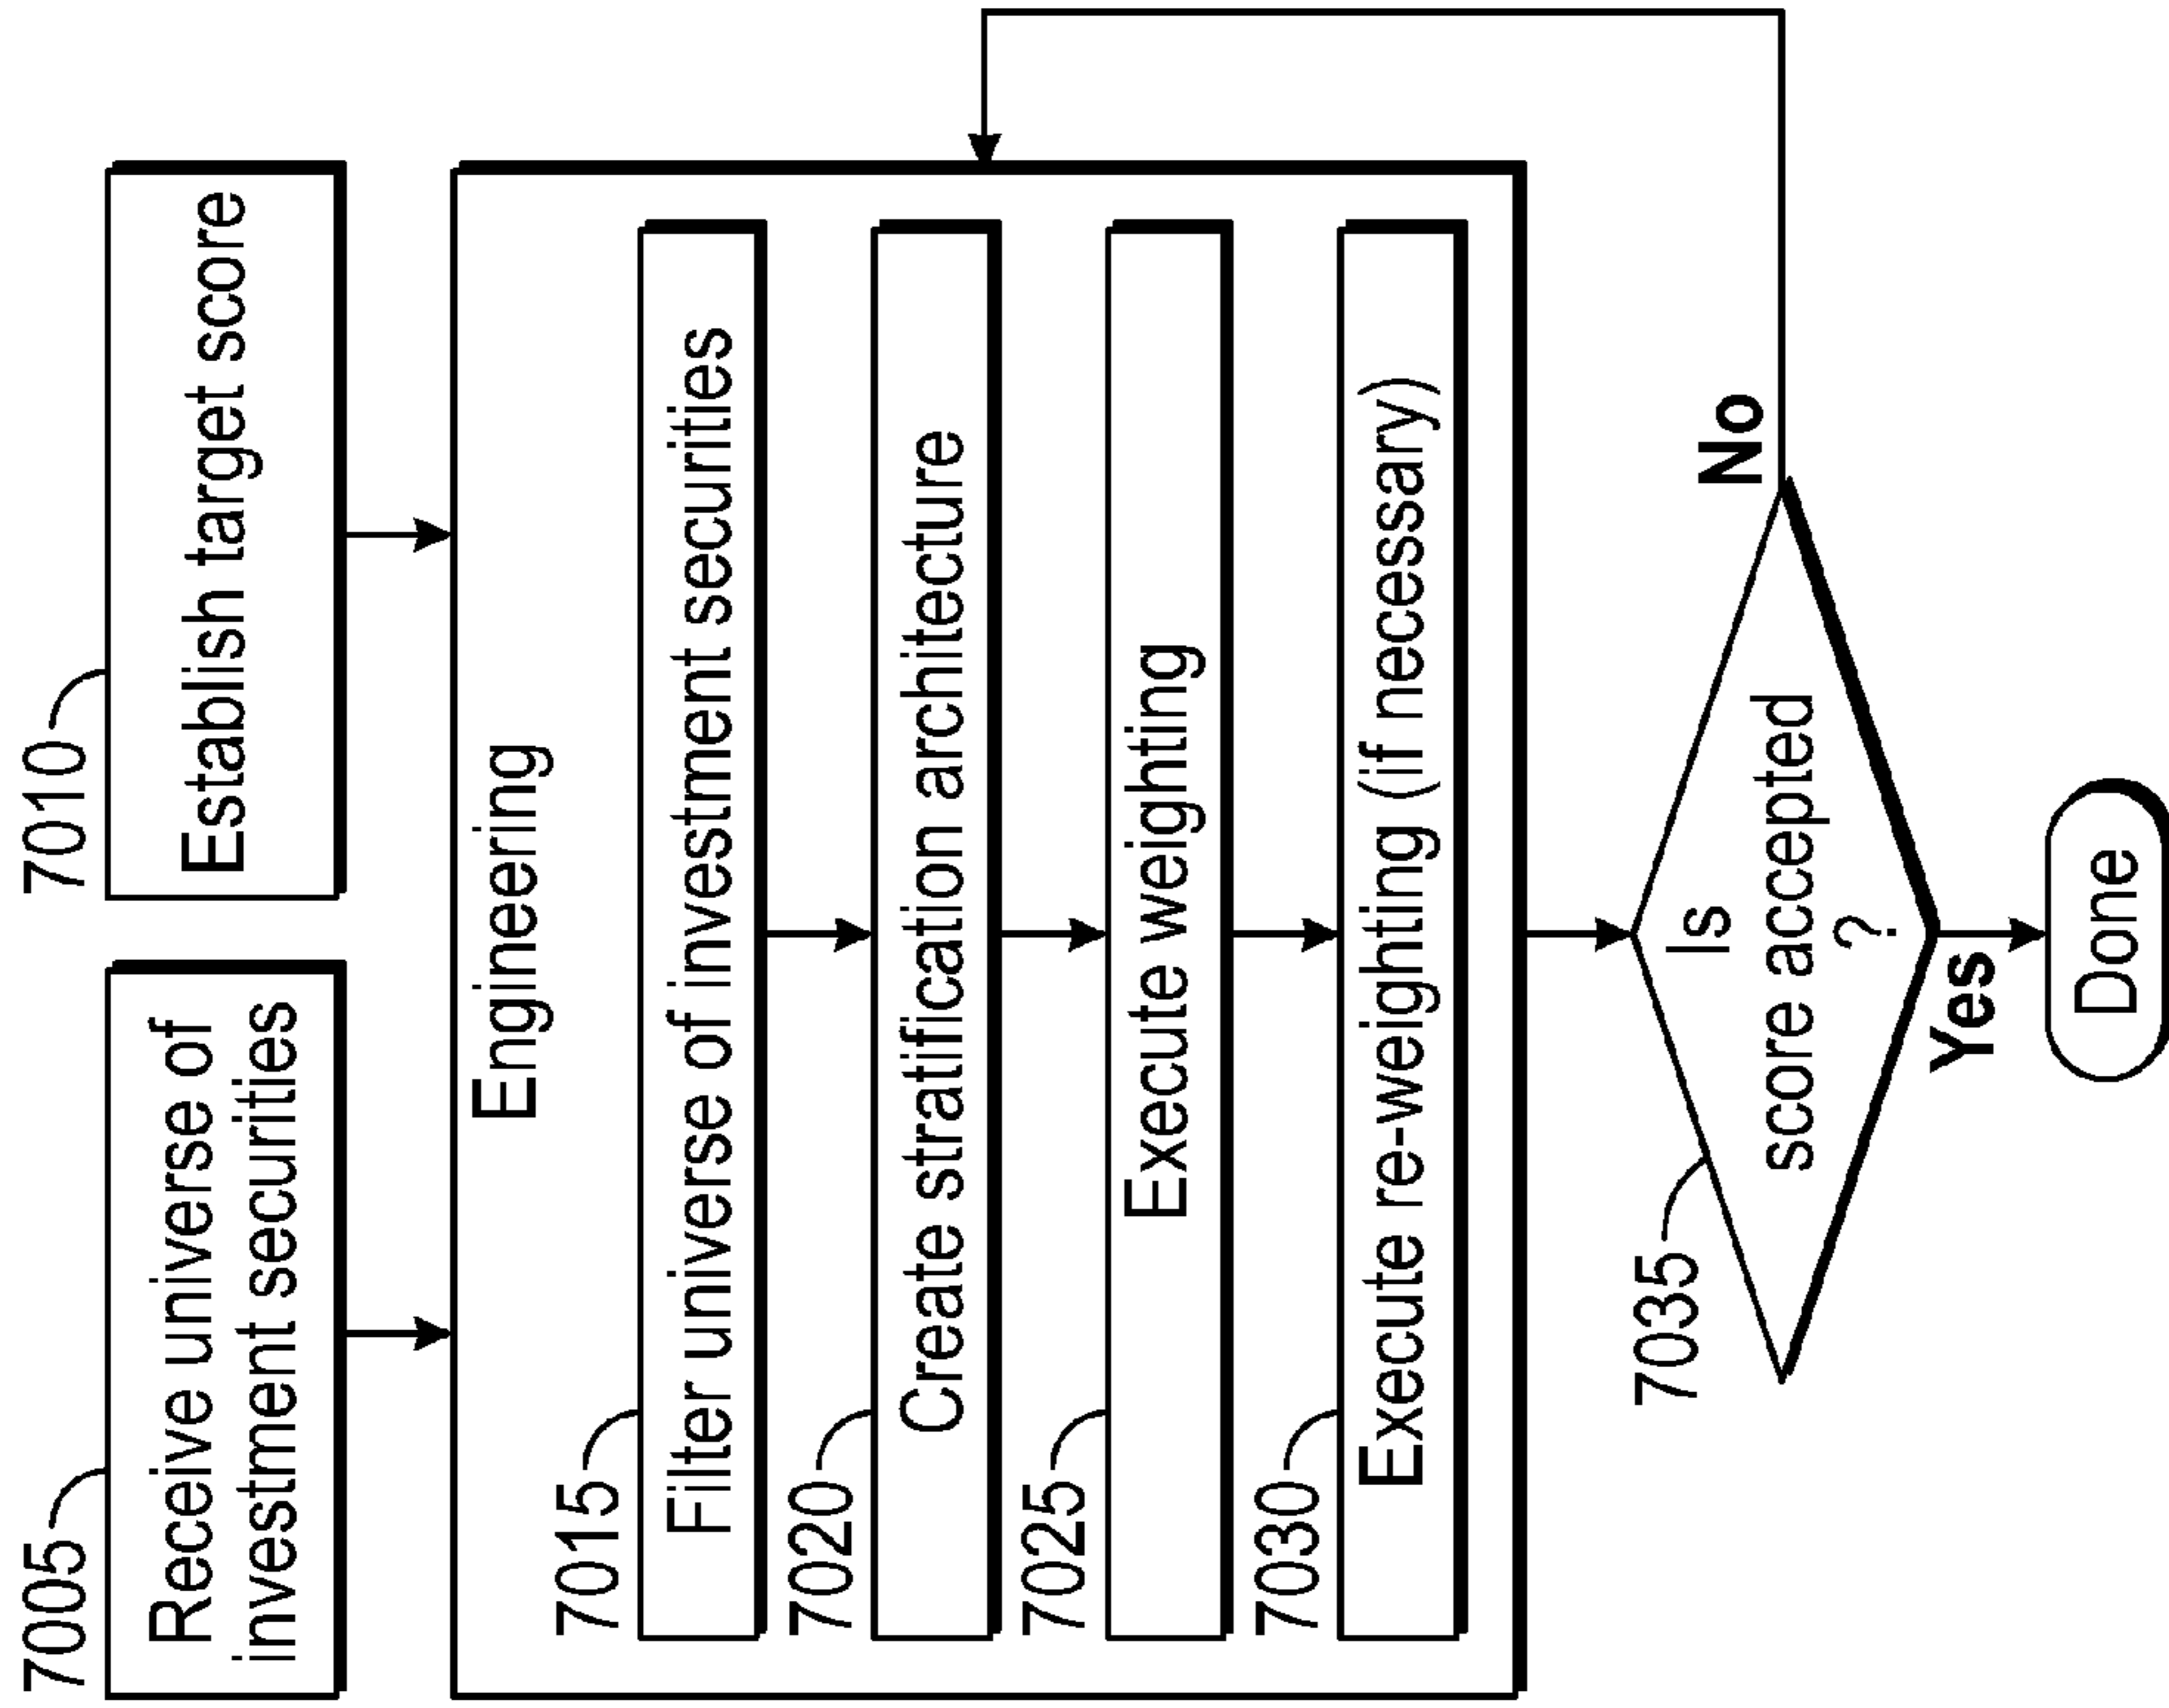 7005
Receive universe of
investment securities
7010
Establish target score
Engineering
7015
Filter universe of investment securities
7020
Create stratification architecture
7025
Execute weighting
7030
Execute re-weighting (if necessary)
7035
Is
score accepted
?
No
Yes
Done